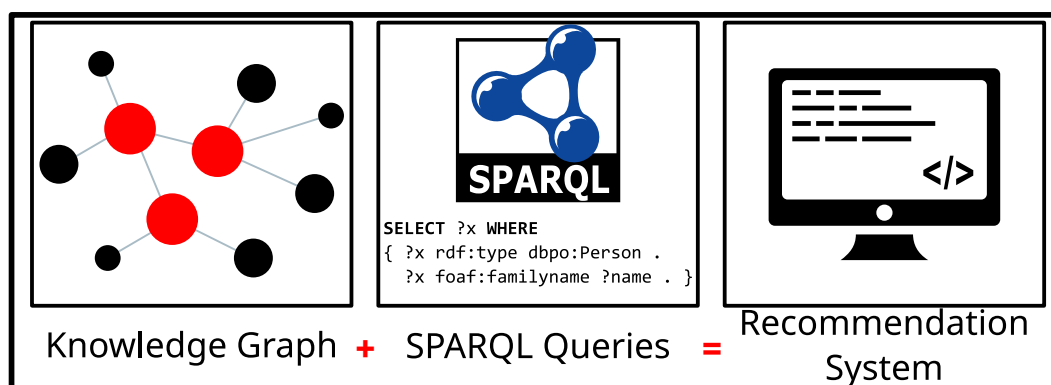 SPARQL
SELECT ?x WHERE
{ ?x rdf:type dbpo:Person .
?x foaf:familyname ?name . }
</>
Knowledge Graph + SPARQL Queries = Recommendation
System